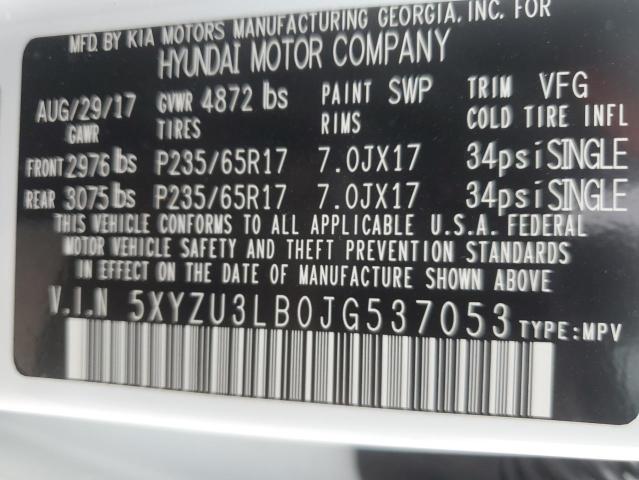 MFD. BY KIA MOTORS MANUFACTURING GEORGIA, INC. FOR
HYUNDAI MOTOR COMPANY
AUG/29/17 GVWR 4872 lbs PAINT SWP TRIM VFG
GAWR TIRES RIMS COLD TIRE INFL
FRONT 2976 lbs P235/65R17 7.0JX17 34psi SINGLE
REAR 3075 lbs P235/65R17 7.0JX17 34psi SINGLE
THIS VEHICLE CONFORMS TO ALL APPLICABLE U.S.A. FEDERAL
MOTOR VEHICLE SAFETY AND THEFT PREVENTION STANDARDS
IN EFFECT ON THE DATE OF MANUFACTURE SHOWN ABOVE
V.I.N 5XYZU3LB0JG537053 TYPE:MPV